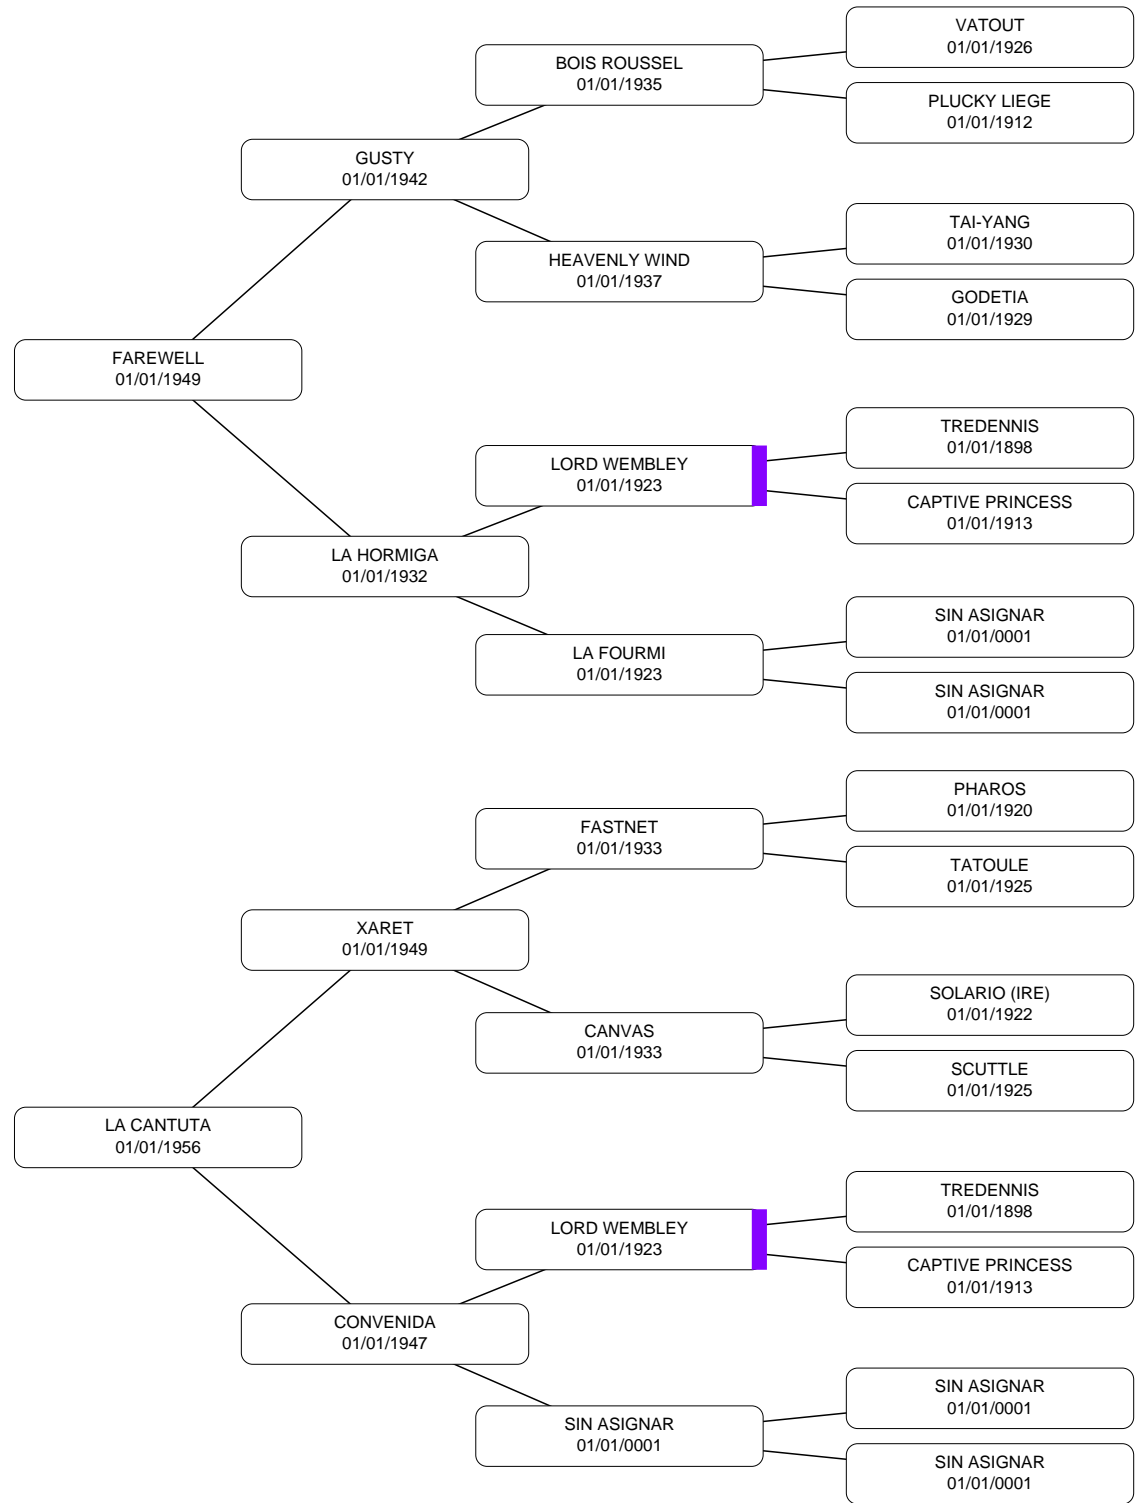 VATOUT
01/01/1926
BOIS ROUSSEL
01/01/1935
PLUCKY LIEGE
01/01/1912
GUSTY
01/01/1942
TAI-YANG
01/01/1930
HEAVENLY WIND
01/01/1937
GODETIA
01/01/1929
FAREWELL
01/01/1949
TREDENNIS
01/01/1898
LORD WEMBLEY
01/01/1923
CAPTIVE PRINCESS
01/01/1913
LA HORMIGA
01/01/1932
SIN ASIGNAR
01/01/0001
LA FOURMI
01/01/1923
SIN ASIGNAR
01/01/0001
PHAROS
01/01/1920
FASTNET
01/01/1933
TATOULE
01/01/1925
XARET
01/01/1949
SOLARIO (IRE)
01/01/1922
CANVAS
01/01/1933
SCUTTLE
01/01/1925
LA CANTUTA
01/01/1956
TREDENNIS
01/01/1898
LORD WEMBLEY
01/01/1923
CAPTIVE PRINCESS
01/01/1913
CONVENIDA
01/01/1947
SIN ASIGNAR
01/01/0001
SIN ASIGNAR
01/01/0001
SIN ASIGNAR
01/01/0001